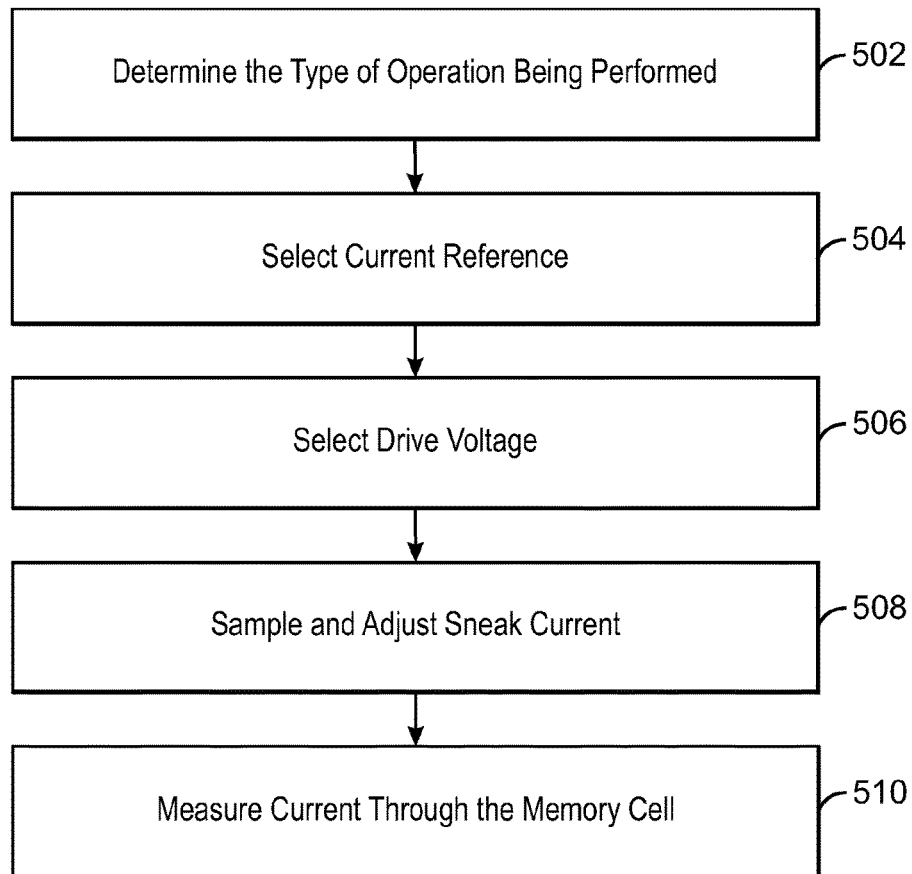 Determine the Type of Operation Being Performed
502
Select Current Reference
504
Select Drive Voltage
506
Sample and Adjust Sneak Current
508
Measure Current Through the Memory Cell
510